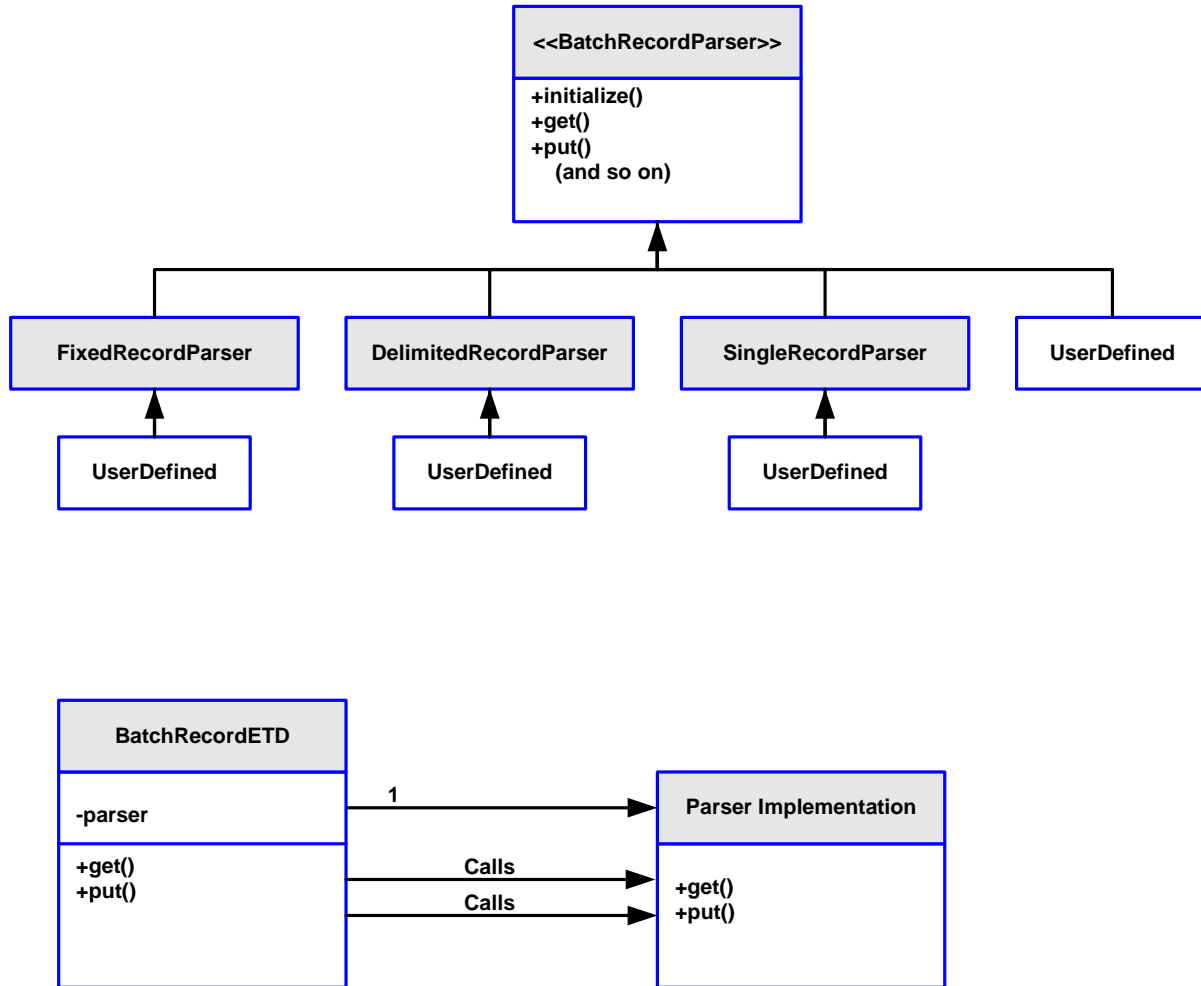 <<BatchRecordParser>>
+initialize()
+get()
+put()
(and so on)
FixedRecordParser
DelimitedRecordParser
SingleRecordParser
UserDefined
UserDefined
UserDefined
UserDefined
BatchRecordETD
-parser
+get()
+put()
1
Calls
Calls
Parser Implementation
+get()
+put()